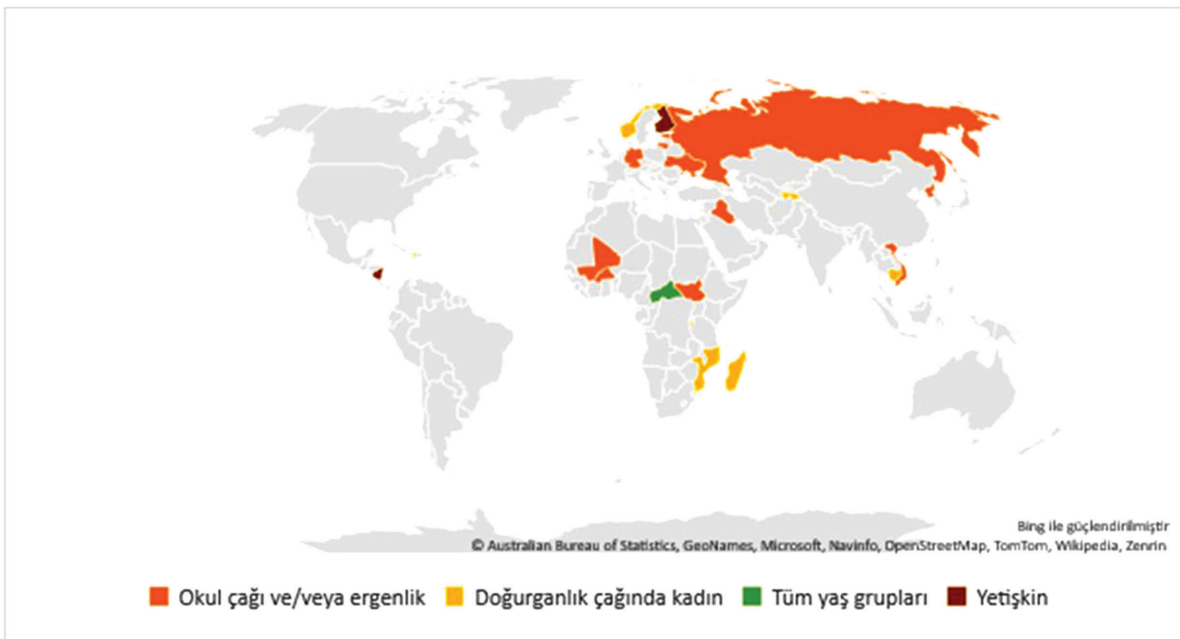 Bing ile güçlendirilmiştir
© Australian Bureau of Statistics, GeoNames, Microsoft, Navinfo, OpenStreetMap, TomTom, Wikipedia, Zenrin
Okul çağı ve/veya ergenlik Doğurganlık çağında kadın Tüm yaş grupları Yetişkin